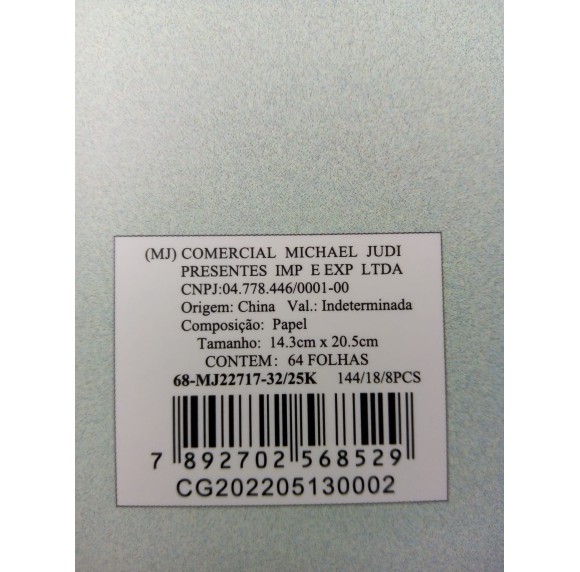 (MJ) COMERCIAL MICHAEL JUDI
PRESENTES IMP E EXP LTDA
CNPJ:04.778.446/0001-00
Origem: China Val.: Indeterminada
Composição: Papel
Tamanho: 14.3cm x 20.5cm
CONTEM: 64 FOLHAS
68-MJ22717-32/25K 144/18/8PCS
7 892702 568529
CG202205130002